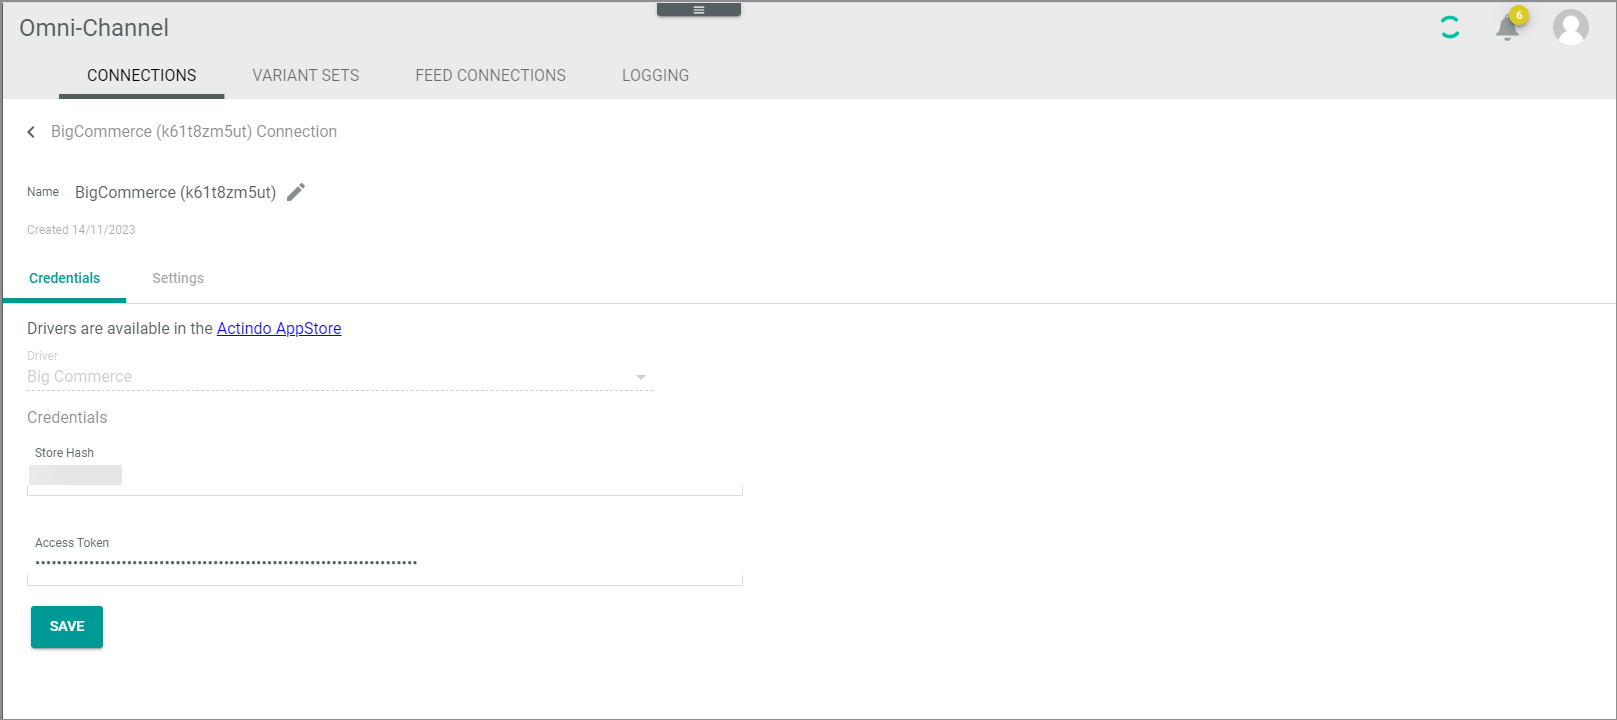 Omni-Channel
6
CONNECTIONS VARIANT SETS FEED CONNECTIONS LOGGING
BigCommerce (k61t8zm5ut) Connection
Name BigCommerce (k61t8zm5ut)
Created 14/11/2023
Credentials Settings
Drivers are available in the Actindo AppStore
Driver
Big Commerce
Credentials
Store Hash
Access Token
SAVE